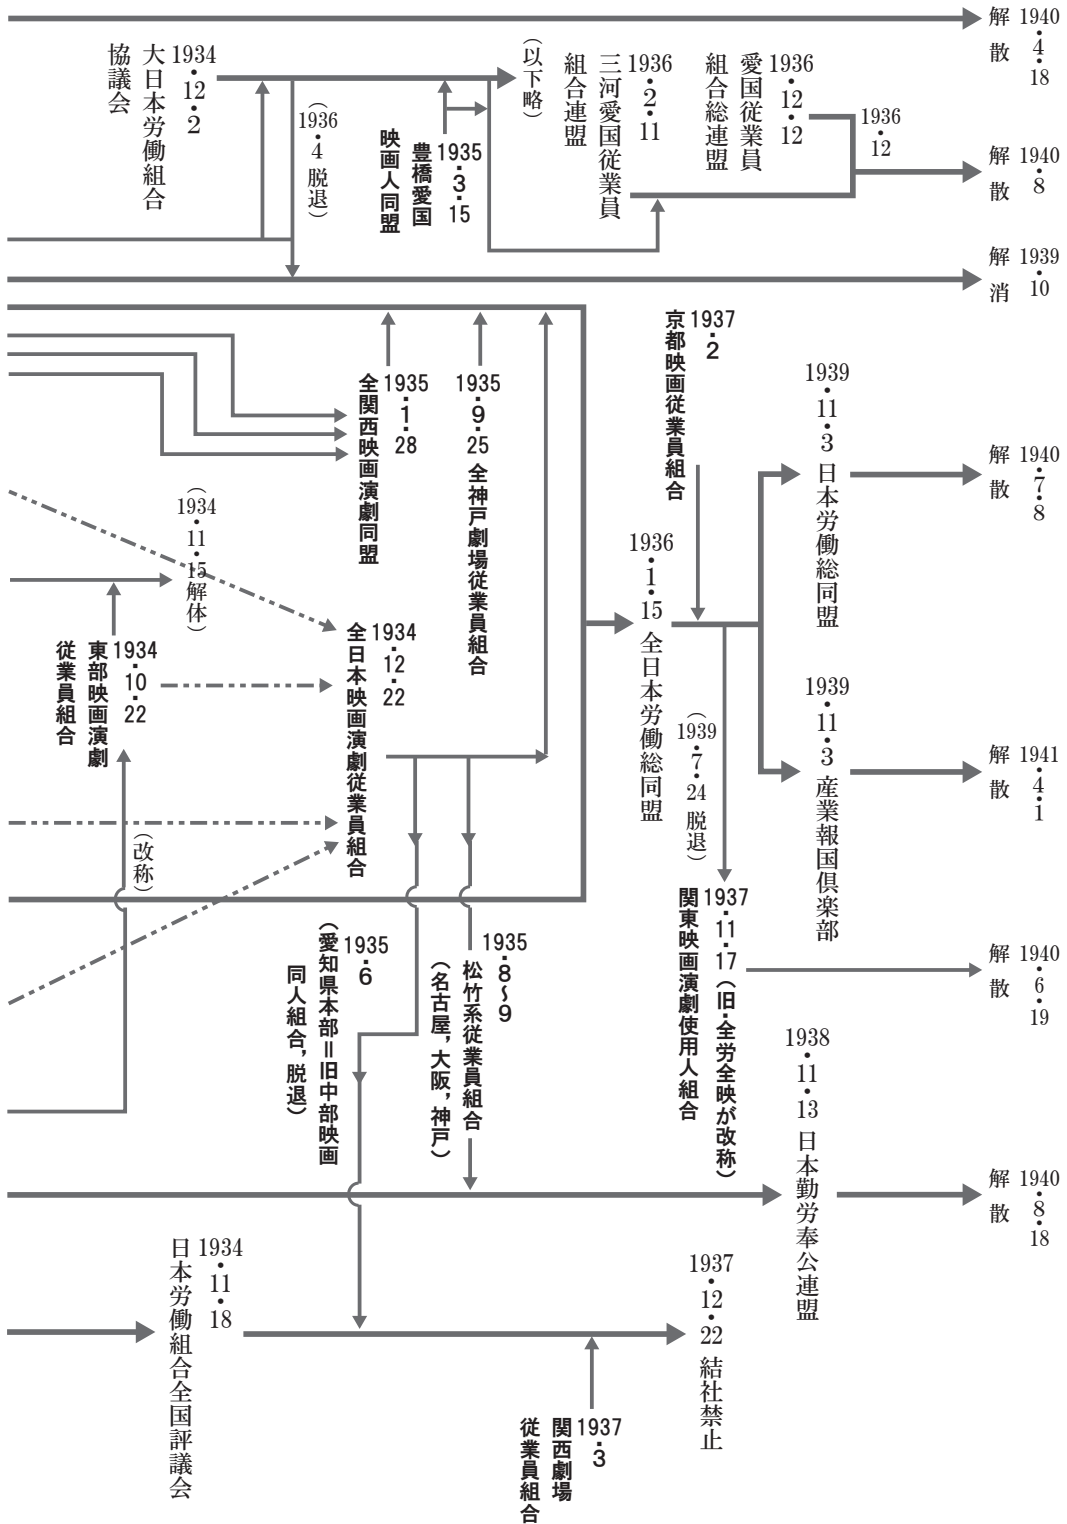 1940・4・18
解散
1936・12・12
愛国従業員
組合総連盟
1936・12
1940・8
解散
1936・2・11
三河愛国従業員
組合連盟
（以下略）
1935・3・15
豊橋愛国
映画人同盟
（1936・4 脱退）
1934・12・2
大日本労働組合
協議会
1939・10
解消
1940・7・8
解散
1939・11・3 日本労働総同盟
1937・2
京都映画従業員組合
1936・1・15 全日本労働総同盟
1935・9・25 全神戸劇場従業員組合
1935・1・28
全関西映画演劇同盟
（1934・11・15解体）
1934・12・22
全日本映画演劇従業員組合
1934・10・22
東部映画演劇
従業員組合
（改称）
1941・4・1
解散
1939・11・3 産業報国倶楽部
（1939・7・24 脱退）
1940・6・19
解散
1937・11・17（旧・全労全映が改称）
関東映画演劇使用人組合
1935・8〜9
松竹系従業員組合
（名古屋，大阪，神戸）
1935・6
（愛知県本部＝旧中部映画
同人組合，脱退）
1940・8・18
解散
1938・11・13 日本勤労奉公連盟
1937・12・22 結社禁止
1937・3
関西劇場
従業員組合
1934・11・18
日本労働組合全国評議会